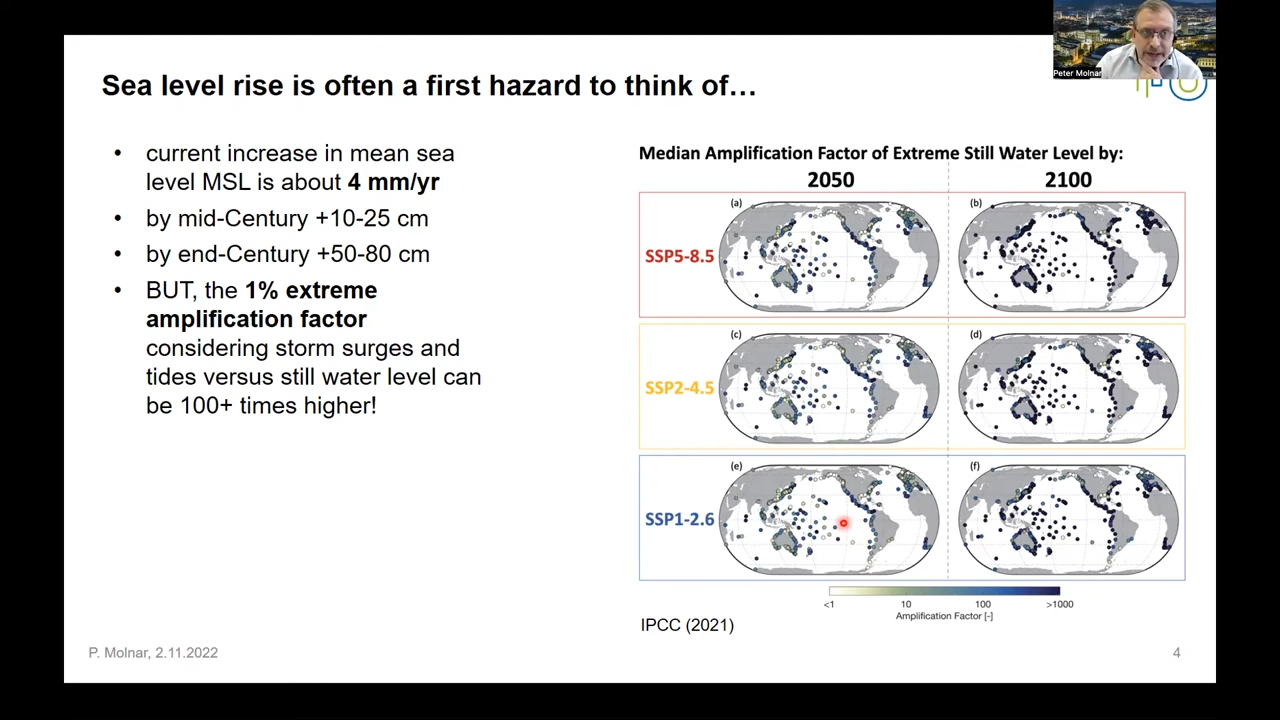 Peter Molnar
Sea level rise is often a first hazard to think of…
• current increase in mean sea
level MSL is about 4 mm/yr
• by mid-Century +10-25 cm
• by end-Century +50-80 cm
• BUT, the 1% extreme
amplification factor
considering storm surges and
tides versus still water level can
be 100+ times higher!
Median Amplification Factor of Extreme Still Water Level by:
2050 2100
(a) (b)
SSP5-8.5
(c) (d)
SSP2-4.5
(e) (f)
SSP1-2.6
<1 10 100 >1000
Amplification Factor [-]
IPCC (2021)
P. Molnar, 2.11.2022 4